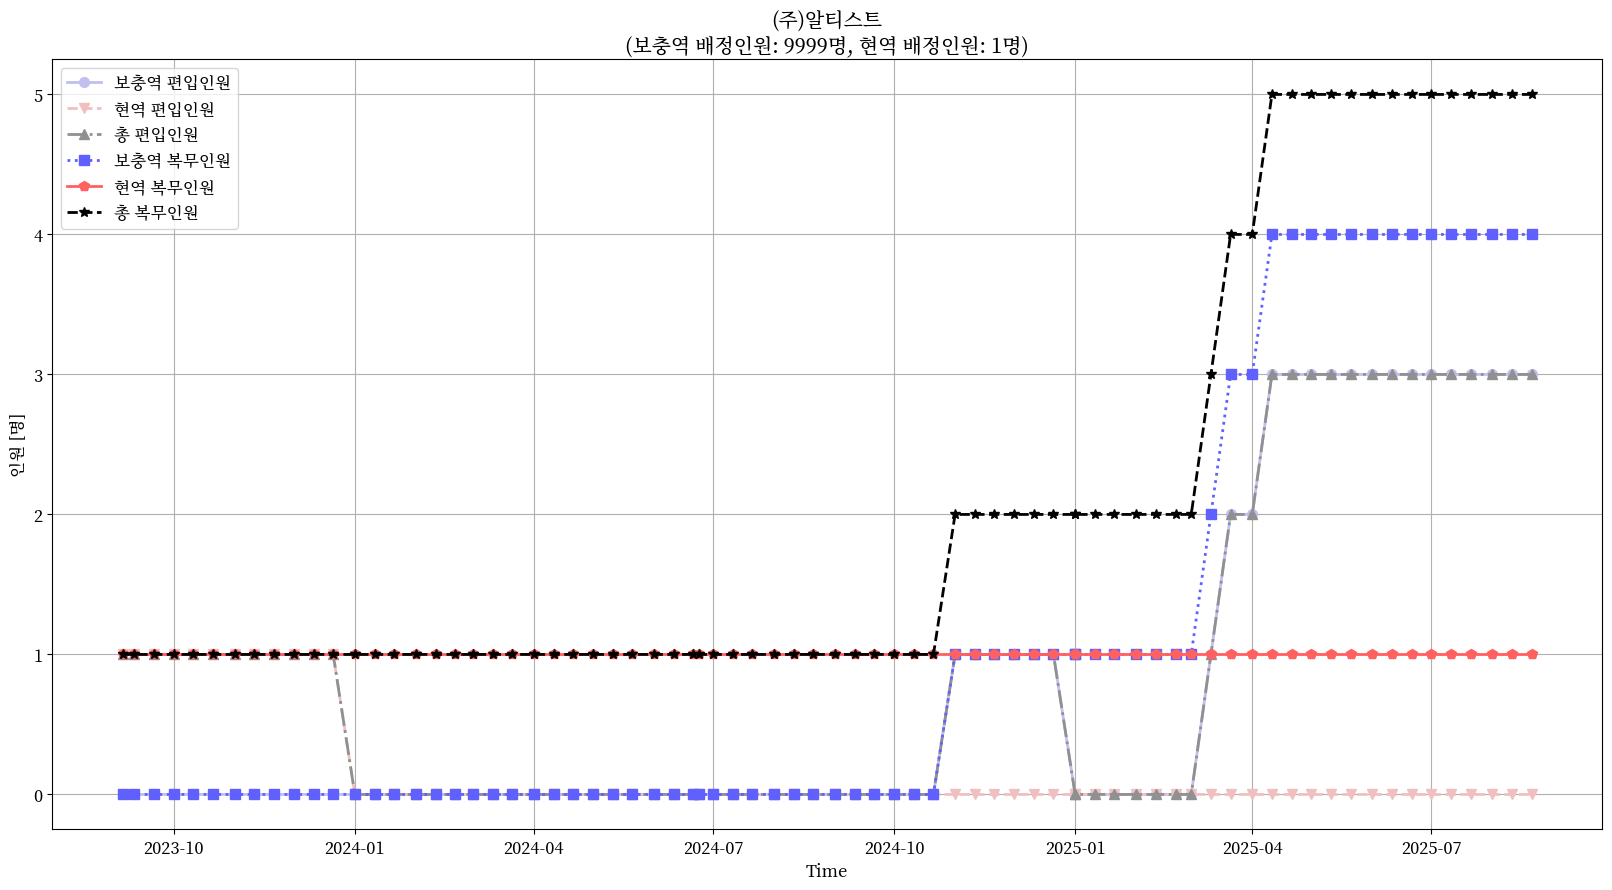 (주)알티스트
(보충역 배정인원: 9999명, 현역 배정인원: 1명)
보충역 편입인원
현역 편입인원
총 편입인원
보충역 복무인원
현역 복무인원
총 복무인원
인원 [명]
5
4
3
2
1
0
2023-10
2024-01
2024-04
2024-07
2024-10
2025-01
2025-04
2025-07
Time